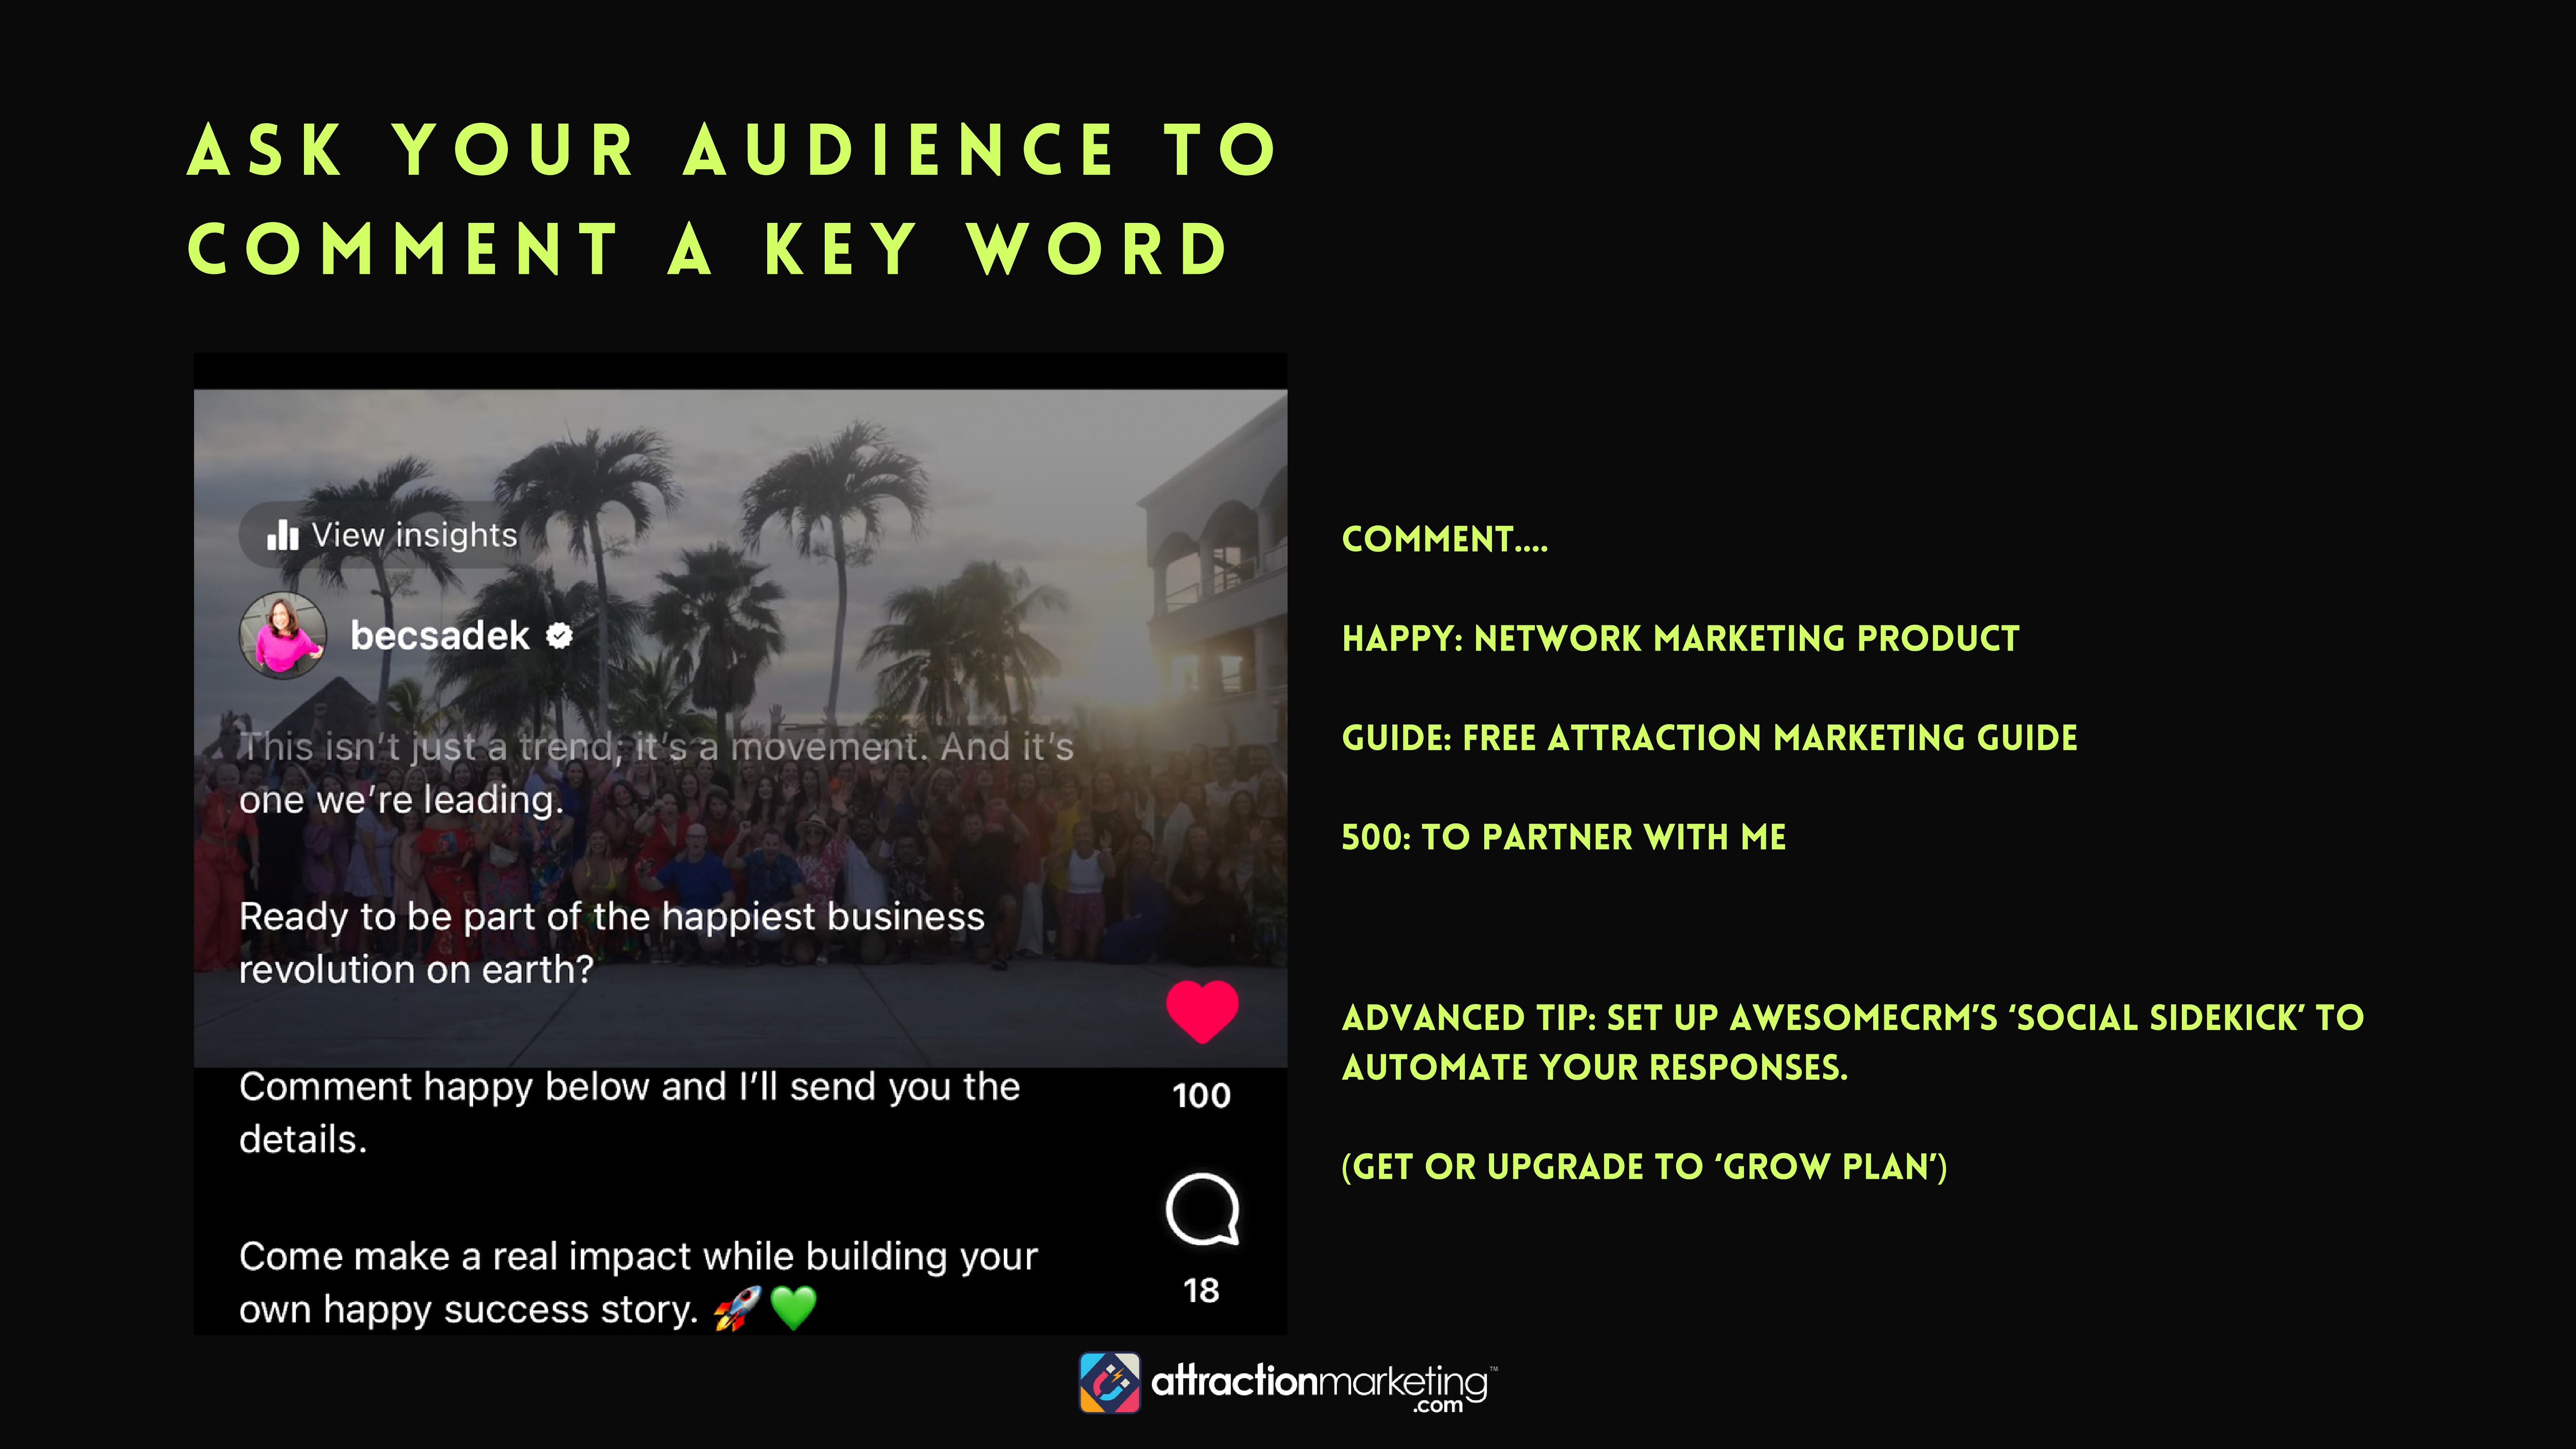 ASK YOUR AUDIENCE TO
COMMENT A KEY WORD
View insights
becsadek
This isn't just a trend; it's a movement. And it's
one we're leading.
Ready to be part of the happiest business
revolution on earth?
Comment happy below and I'll send you the
details.
Come make a real impact while building your
own happy success story. 🚀💚
100
18
COMMENT....
HAPPY: NETWORK MARKETING PRODUCT
GUIDE: FREE ATTRACTION MARKETING GUIDE
500: TO PARTNER WITH ME
ADVANCED TIP: SET UP AWESOMECRM'S ‘SOCIAL SIDEKICK’ TO
AUTOMATE YOUR RESPONSES.
(GET OR UPGRADE TO ‘GROW PLAN’)
attractionmarketing™
.com